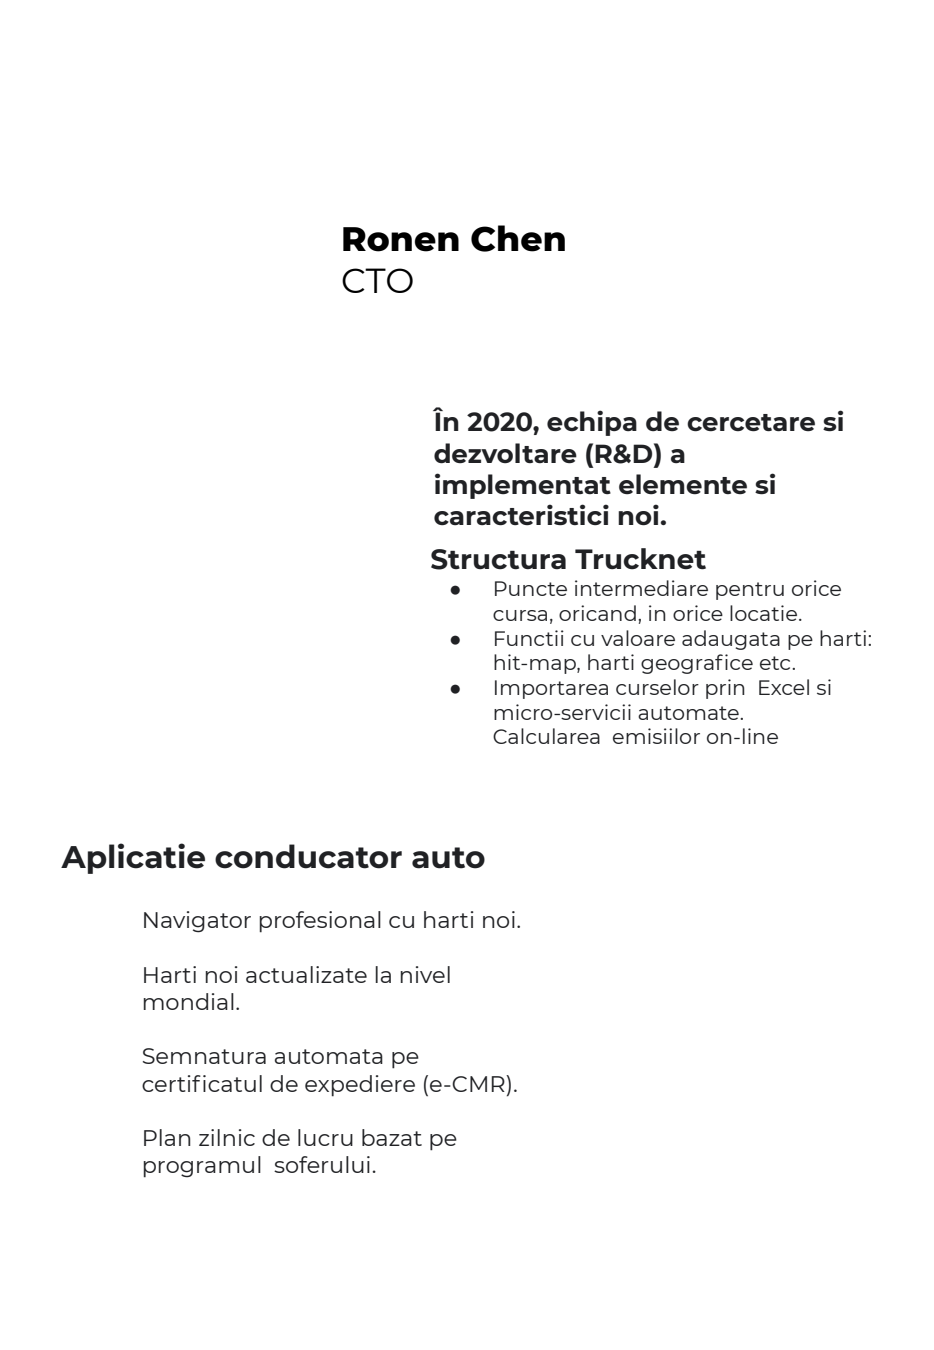 Ronen Chen
CTO
În 2020, echipa de cercetare si
dezvoltare (R&D) a
implementat elemente si
caracteristici noi.
Structura Trucknet
● Puncte intermediare pentru orice
cursa, oricand, in orice locatie.
● Functii cu valoare adaugata pe harti:
hit-map, harti geografice etc.
● Importarea curselor prin  Excel si
micro-servicii automate.
Calcularea  emisiilor on-line
Aplicatie conducator auto
Navigator profesional cu harti noi.
Harti noi actualizate la nivel
mondial.
Semnatura automata pe
certificatul de expediere (e-CMR).
Plan zilnic de lucru bazat pe
programul  soferului.